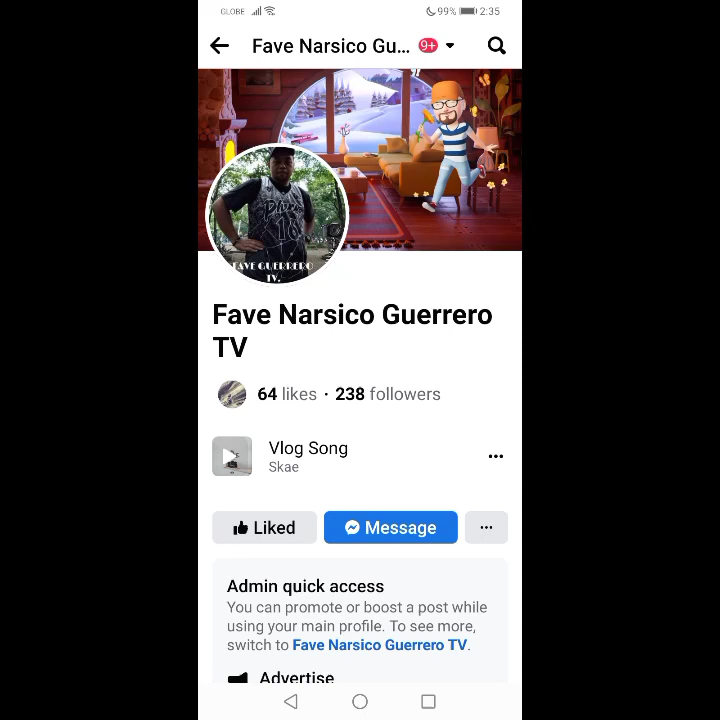 GLOBE 99% 2:35
Fave Narsico Gu... 9+
FAVE GUERRERO
TV.
Fave Narsico Guerrero
TV
64 likes · 238 followers
Vlog Song
Skae
Liked Message
Admin quick access
You can promote or boost a post while
using your main profile. To see more,
switch to Fave Narsico Guerrero TV.
Advertise